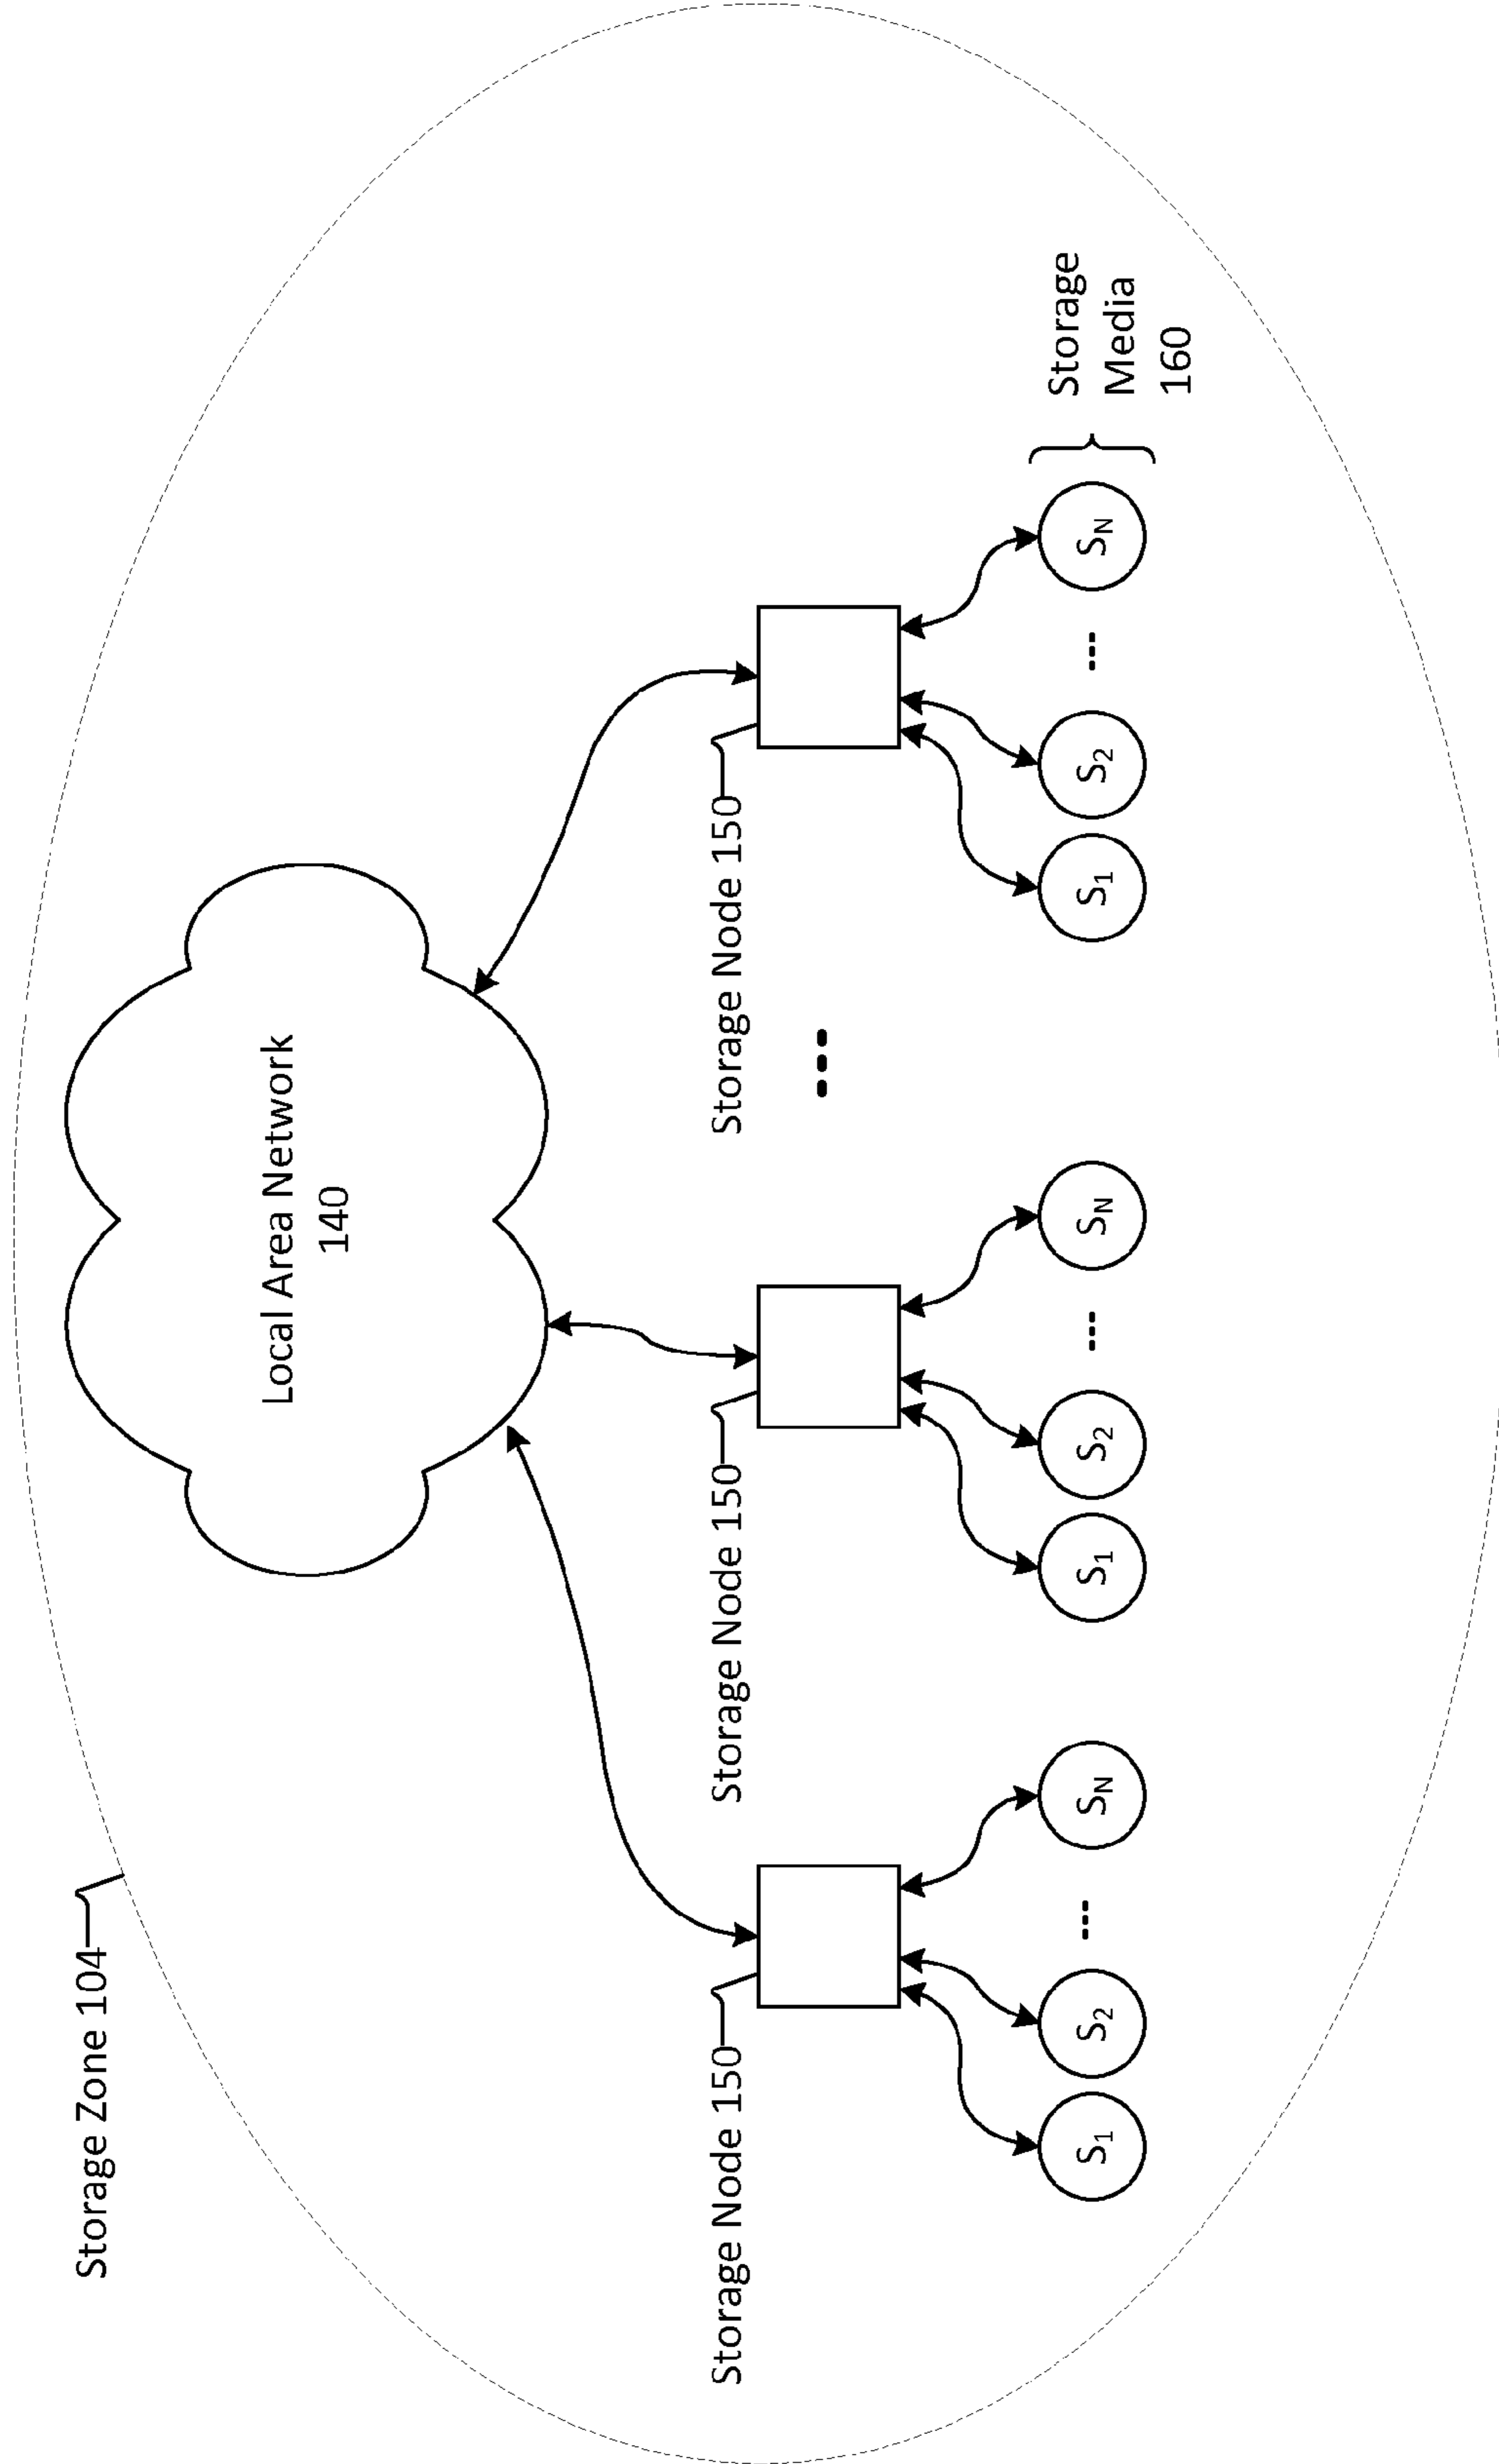 Storage Zone 104
Local Area Network
140
Storage Node 150
Storage Node 150
Storage Node 150
---
S1
S2
---
SN
S1
S2
---
SN
S1
S2
---
SN
Storage
Media
160